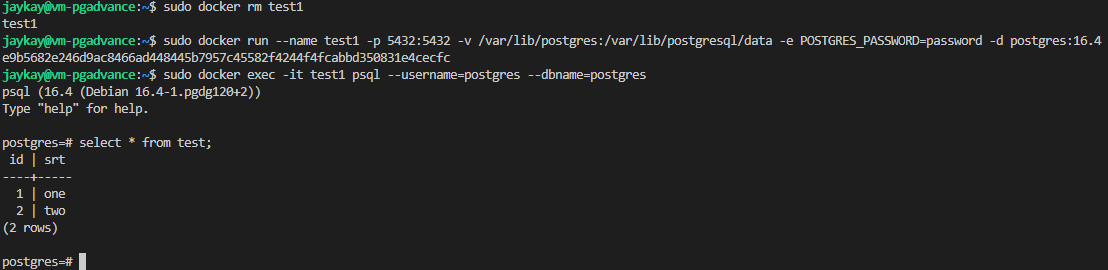 jaykay@vm-pgadvance:~$ sudo docker rm test1
test1
jaykay@vm-pgadvance:~$ sudo docker run --name test1 -p 5432:5432 -v /var/lib/postgres:/var/lib/postgresql/data -e POSTGRES_PASSWORD=password -d postgres:16.4
e9b5682e246d9ac8466ad448445b7957c45582f4244f4fcabbd350831e4cecfc
jaykay@vm-pgadvance:~$ sudo docker exec -it test1 psql --username=postgres --dbname=postgres
psql (16.4 (Debian 16.4-1.pgdg120+2))
Type "help" for help.

postgres=# select * from test;
 id | srt
----+-----
  1 | one
  2 | two
(2 rows)

postgres=#